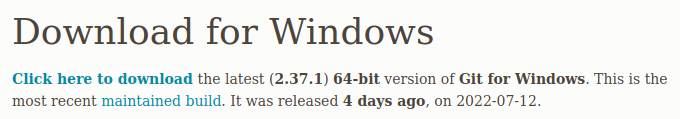 Download for Windows
Click here to download the latest (2.37.1) 64-bit version of Git for Windows. This is the
most recent maintained build. It was released 4 days ago, on 2022-07-12.